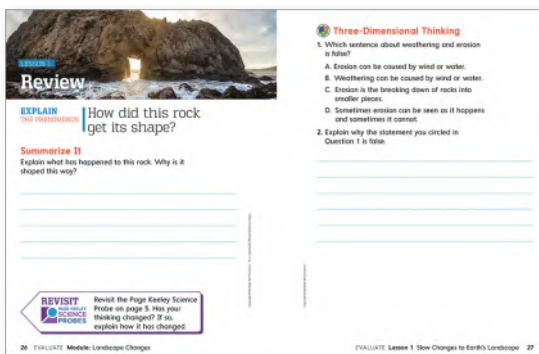 LESSON 1
Review
EXPLAIN
THE PHENOMENON
How did this rock
get its shape?
Summarize It
Explain what has happened to this rock. Why is it
shaped this way?
REVISIT
PAGE KEELEY
SCIENCE
PROBES
Revisit the Page Keeley Science
Probe on page 5. Has your
thinking changed? If so,
explain how it has changed.
26 EVALUATE Module: Landscape Changes
Three-Dimensional Thinking
1. Which sentence about weathering and erosion
is false?
A. Erosion can be caused by wind or water.
B. Weathering can be caused by wind or water.
C. Erosion is the breaking down of rocks into
smaller pieces.
D. Sometimes erosion can be seen as it happens
and sometimes it cannot.
2. Explain why the statement you circled in
Question 1 is false.
EVALUATE Lesson 1 Slow Changes to Earth's Landscape 27